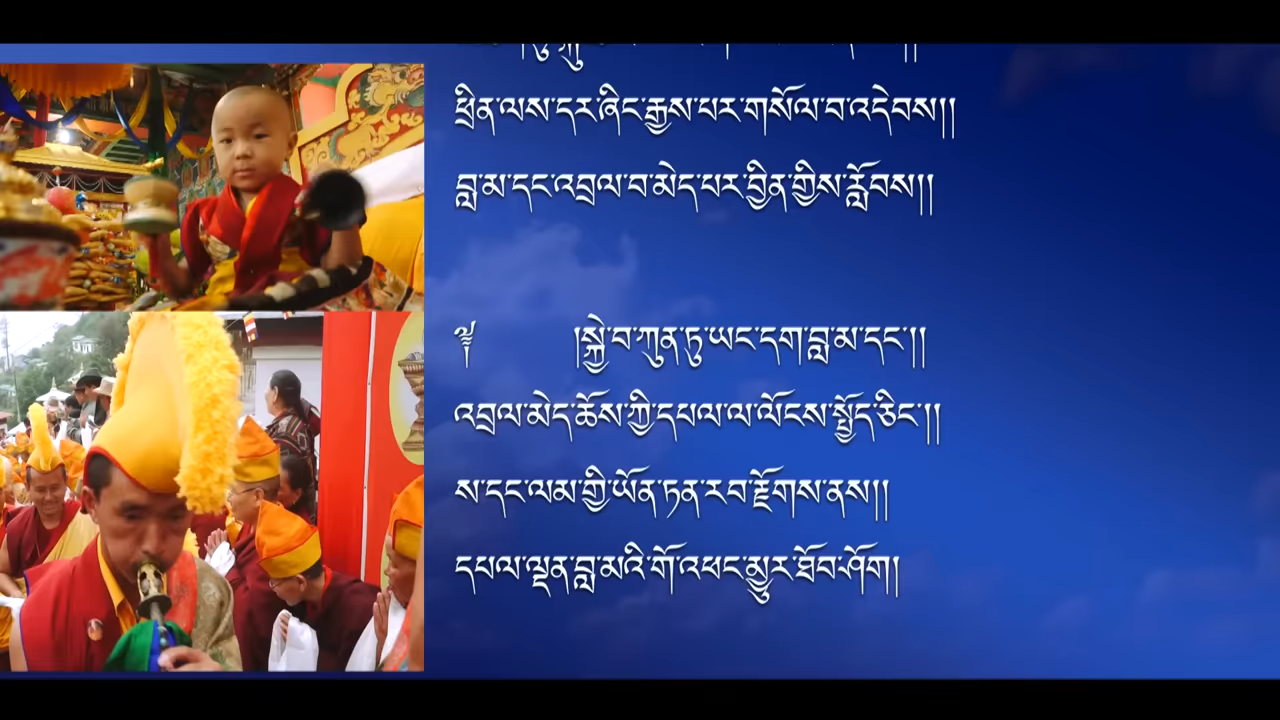 ཕྲིན་ལས་དར་ཞིང་རྒྱས་པར་གསོལ་བ་འདེབས།།
བླ་མ་དང་འབྲལ་བ་མེད་པར་བྱིན་གྱིས་རློབས།།
༈ །སྐྱེ་བ་ཀུན་ཏུ་ཡང་དག་བླ་མ་དང་།།
འབྲལ་མེད་ཆོས་ཀྱི་དཔལ་ལ་ལོངས་སྤྱོད་ཅིང་།།
ས་དང་ལམ་གྱི་ཡོན་ཏན་རབ་རྫོགས་ནས།།
དཔལ་ལྡན་བླ་མའི་གོ་འཕང་མྱུར་ཐོབ་ཤོག།